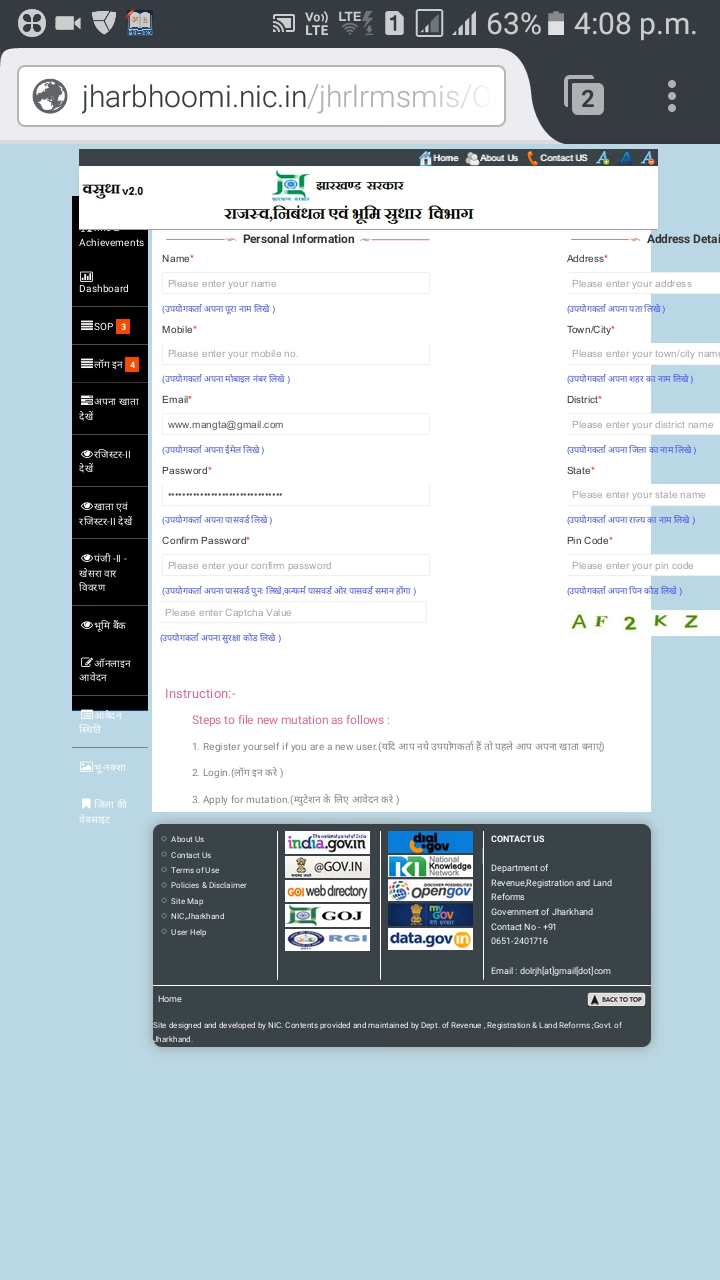 Vo)) LTE
LTE
1
63%
4:08 p.m.
jharbhoomi.nic.in/jhrlrmsmis/O
2
Home About Us Contact US
वसुधा v2.0
झारखण्ड सरकार
राजस्व,निबंधन एवं भूमि सुधार विभाग
Achievements
Dashboard
SOP 3
लॉग इन 4
अपना खाता
देखें
रजिस्टर-II
देखें
खाता एवं
रजिस्टर-II देखें
पंजी -II -
खेसरा वार
विवरण
भूमि बैंक
ऑनलाइन
आवेदन
आवेदन
स्थिति
भू-नक्शा
जिला की
वेबसाइट
Personal Information
Name*
Please enter your name
(उपयोगकर्ता अपना पूरा नाम लिखे )
Mobile*
Please enter your mobile no.
(उपयोगकर्ता अपना मोबाइल नंबर लिखे )
Email*
www.mangta@gmail.com
(उपयोगकर्ता अपना ईमेल लिखे )
Password*
••••••••••••••••••••••••••••••••
(उपयोगकर्ता अपना पासवर्ड लिखे )
Confirm Password*
Please enter your confirm password
(उपयोगकर्ता अपना पासवर्ड पुनः लिखे,कन्फर्म पासवर्ड ओर पासवर्ड समान होंगा )
Please enter Captcha Value
(उपयोगकर्ता अपना सुरक्षा कोड लिखे )
Address Detai
Address*
Please enter your address
(उपयोगकर्ता अपना पता लिखे )
Town/City*
Please enter your town/city name
(उपयोगकर्ता अपना शहर का नाम लिखे )
District*
Please enter your district name
(उपयोगकर्ता अपना जिला का नाम लिखे )
State*
Please enter your state name
(उपयोगकर्ता अपना राज्य का नाम लिखे )
Pin Code*
Please enter your pin code
(उपयोगकर्ता अपना पिन कोड लिखे )
A F 2 K Z
Instruction:-
Steps to file new mutation as follows :
1. Register yourself if you are a new user.(यदि आप नये उपयोगकर्ता हैं तो पहले आप अपना खाता बनाएं)
2. Login.(लॉग इन करे )
3. Apply for mutation.(म्युटेशन के लिए आवेदन करे )
About Us
Contact Us
Terms of Use
Policies & Disclaimer
Site Map
NIC,Jharkhand
User Help
The national portal of India
india.gov.in
@GOV.IN
GOI web directory
GOJ
RGI
dial.gov
National
Knowledge
Network
DISCOVER POSSIBILITIES
opengov
my
GOV
मेरी सरकार
data.gov in
CONTACT US
Department of
Revenue,Registration and Land
Reforms
Government of Jharkhand
Contact No - +91
0651-2401716
Email : dolrjh[at]gmail[dot]com
Home
BACK TO TOP
Site designed and developed by NIC. Contents provided and maintained by Dept. of Revenue , Registration & Land Reforms ;Govt. of
Jharkhand.